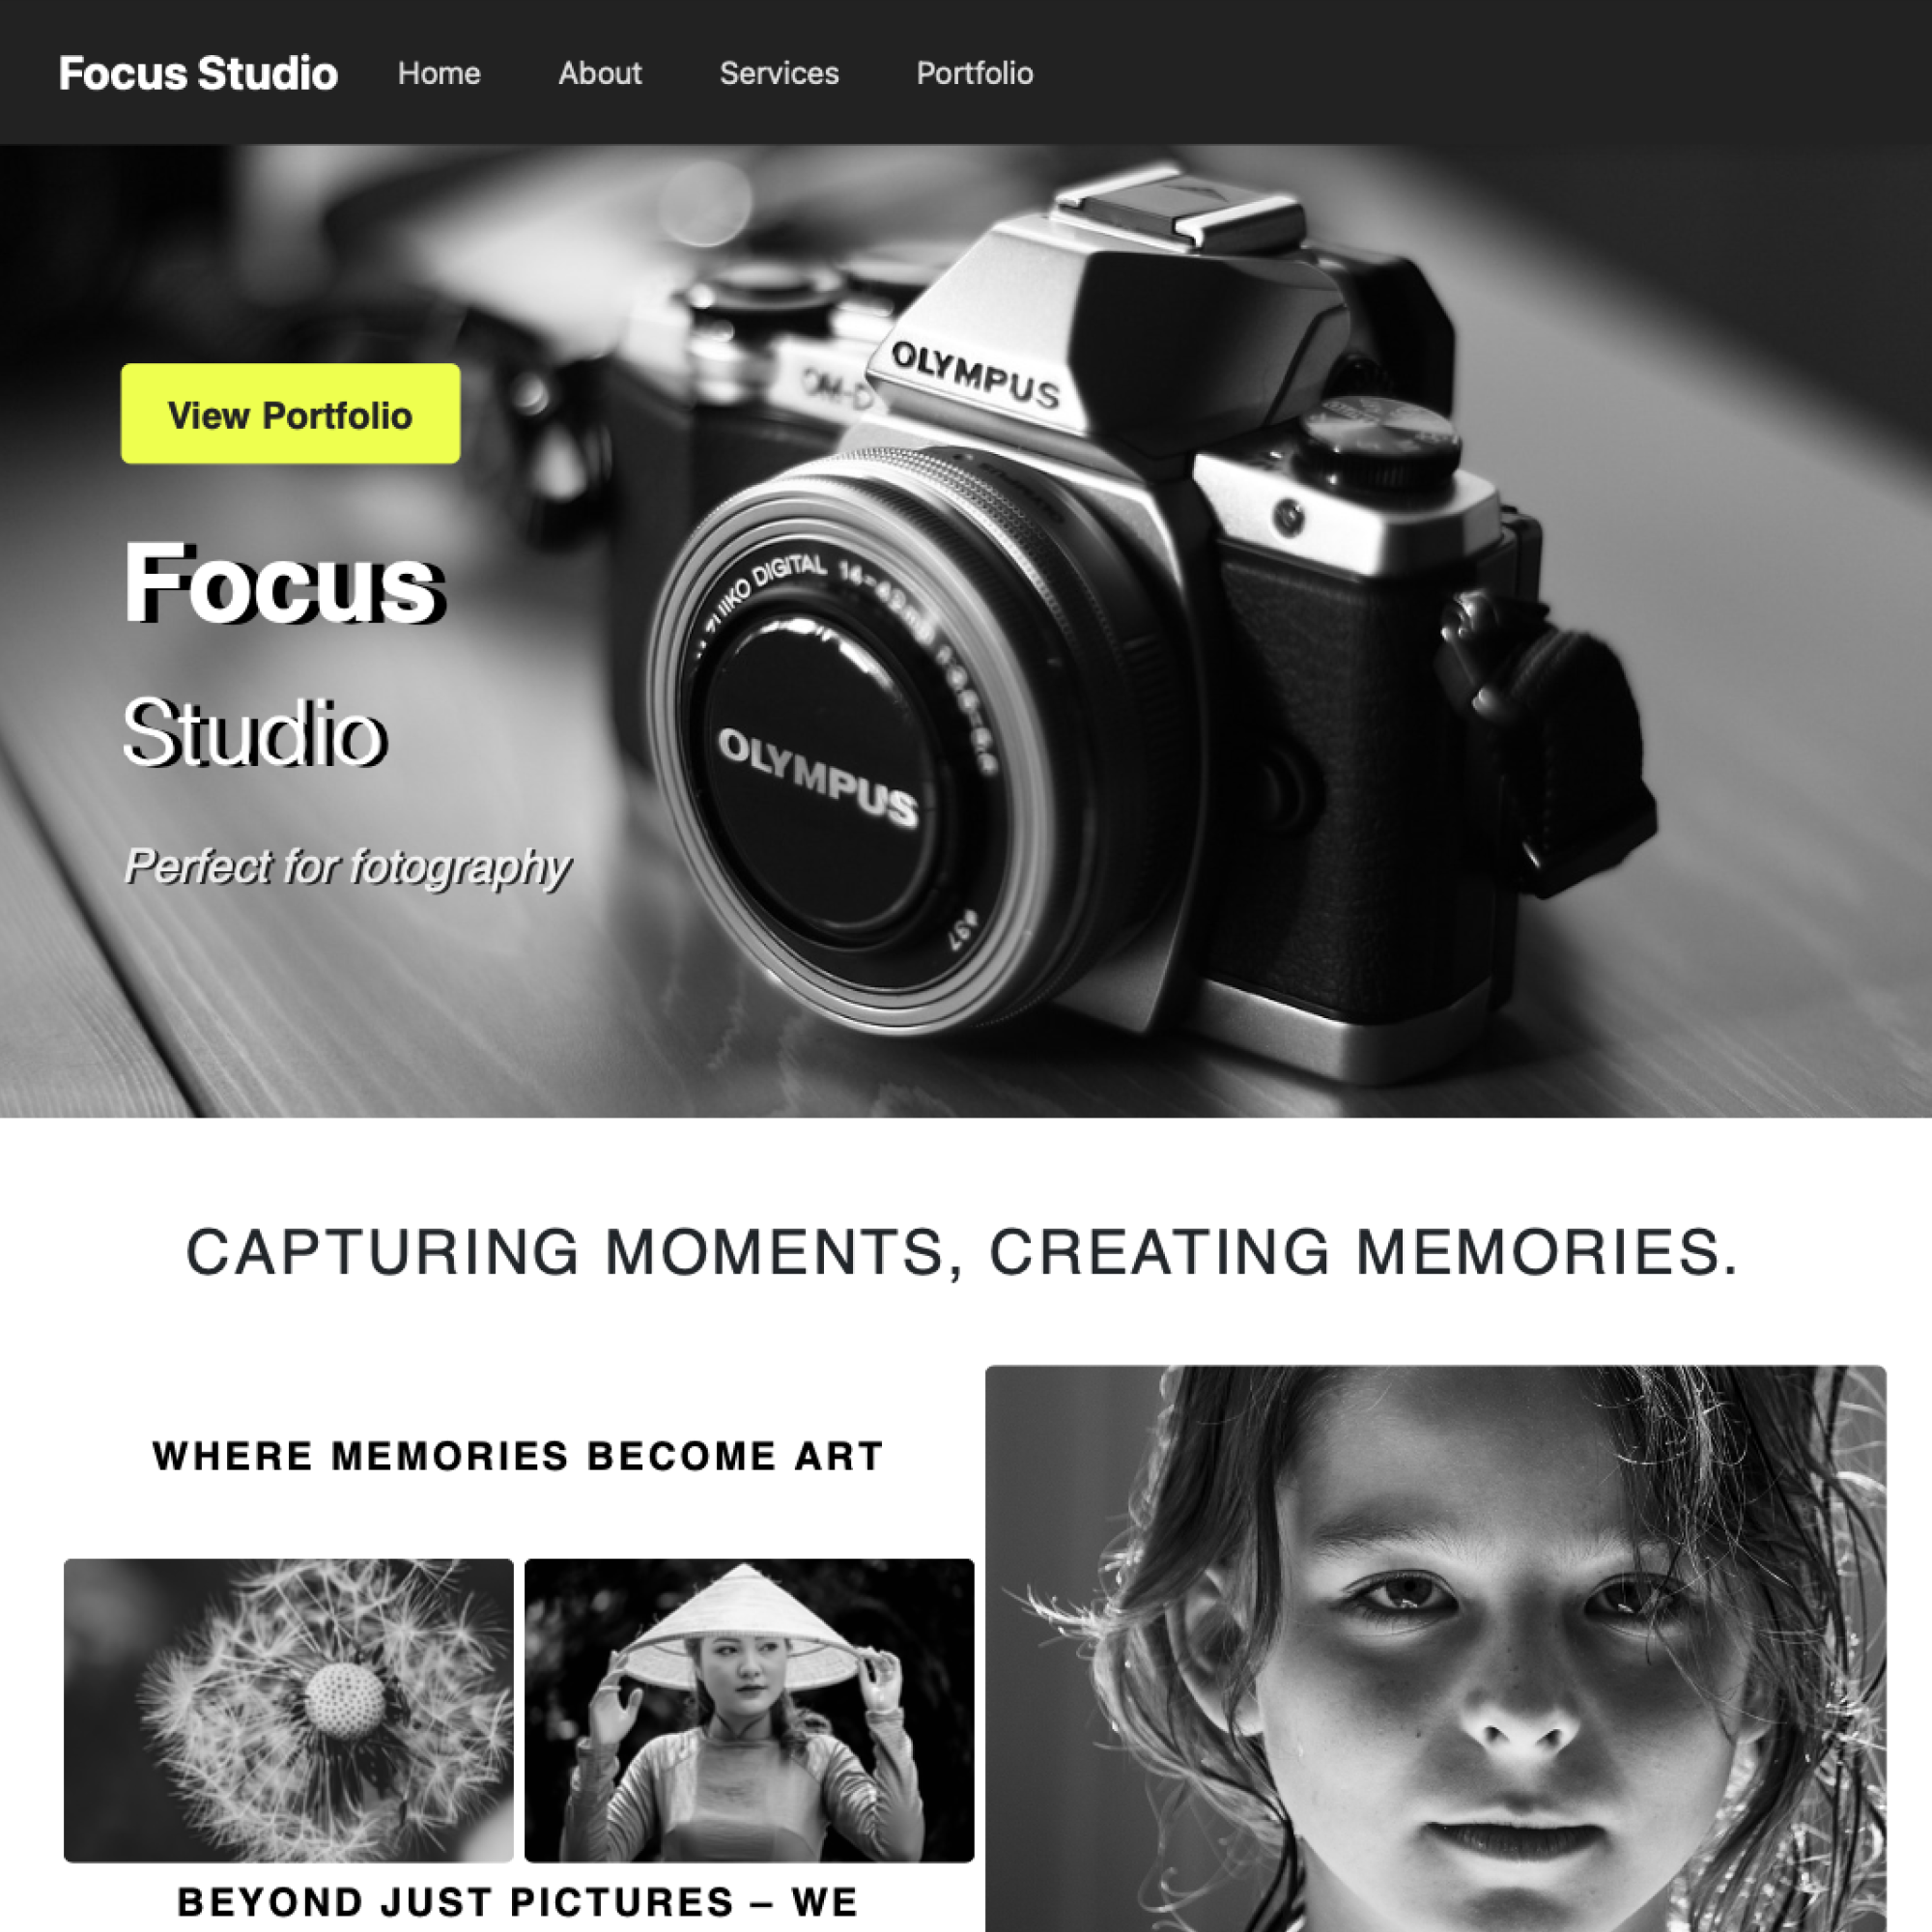 Focus Studio Home About Services Portfolio
OLYMPUS
OM-D
View Portfolio
DIGITAL 14-42mm
Focus
OLYMPUS
Studio
Perfect for fotography
ø37
CAPTURING MOMENTS, CREATING MEMORIES.
WHERE MEMORIES BECOME ART
BEYOND JUST PICTURES – WE